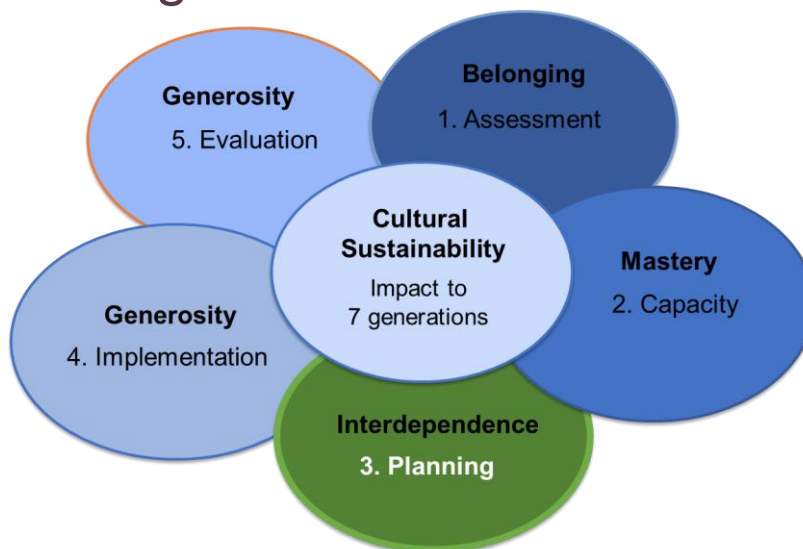 Generosity
5. Evaluation
Belonging
1. Assessment
Cultural
Sustainability
Impact to
7 generations
Mastery
2. Capacity
Generosity
4. Implementation
Interdependence
3. Planning